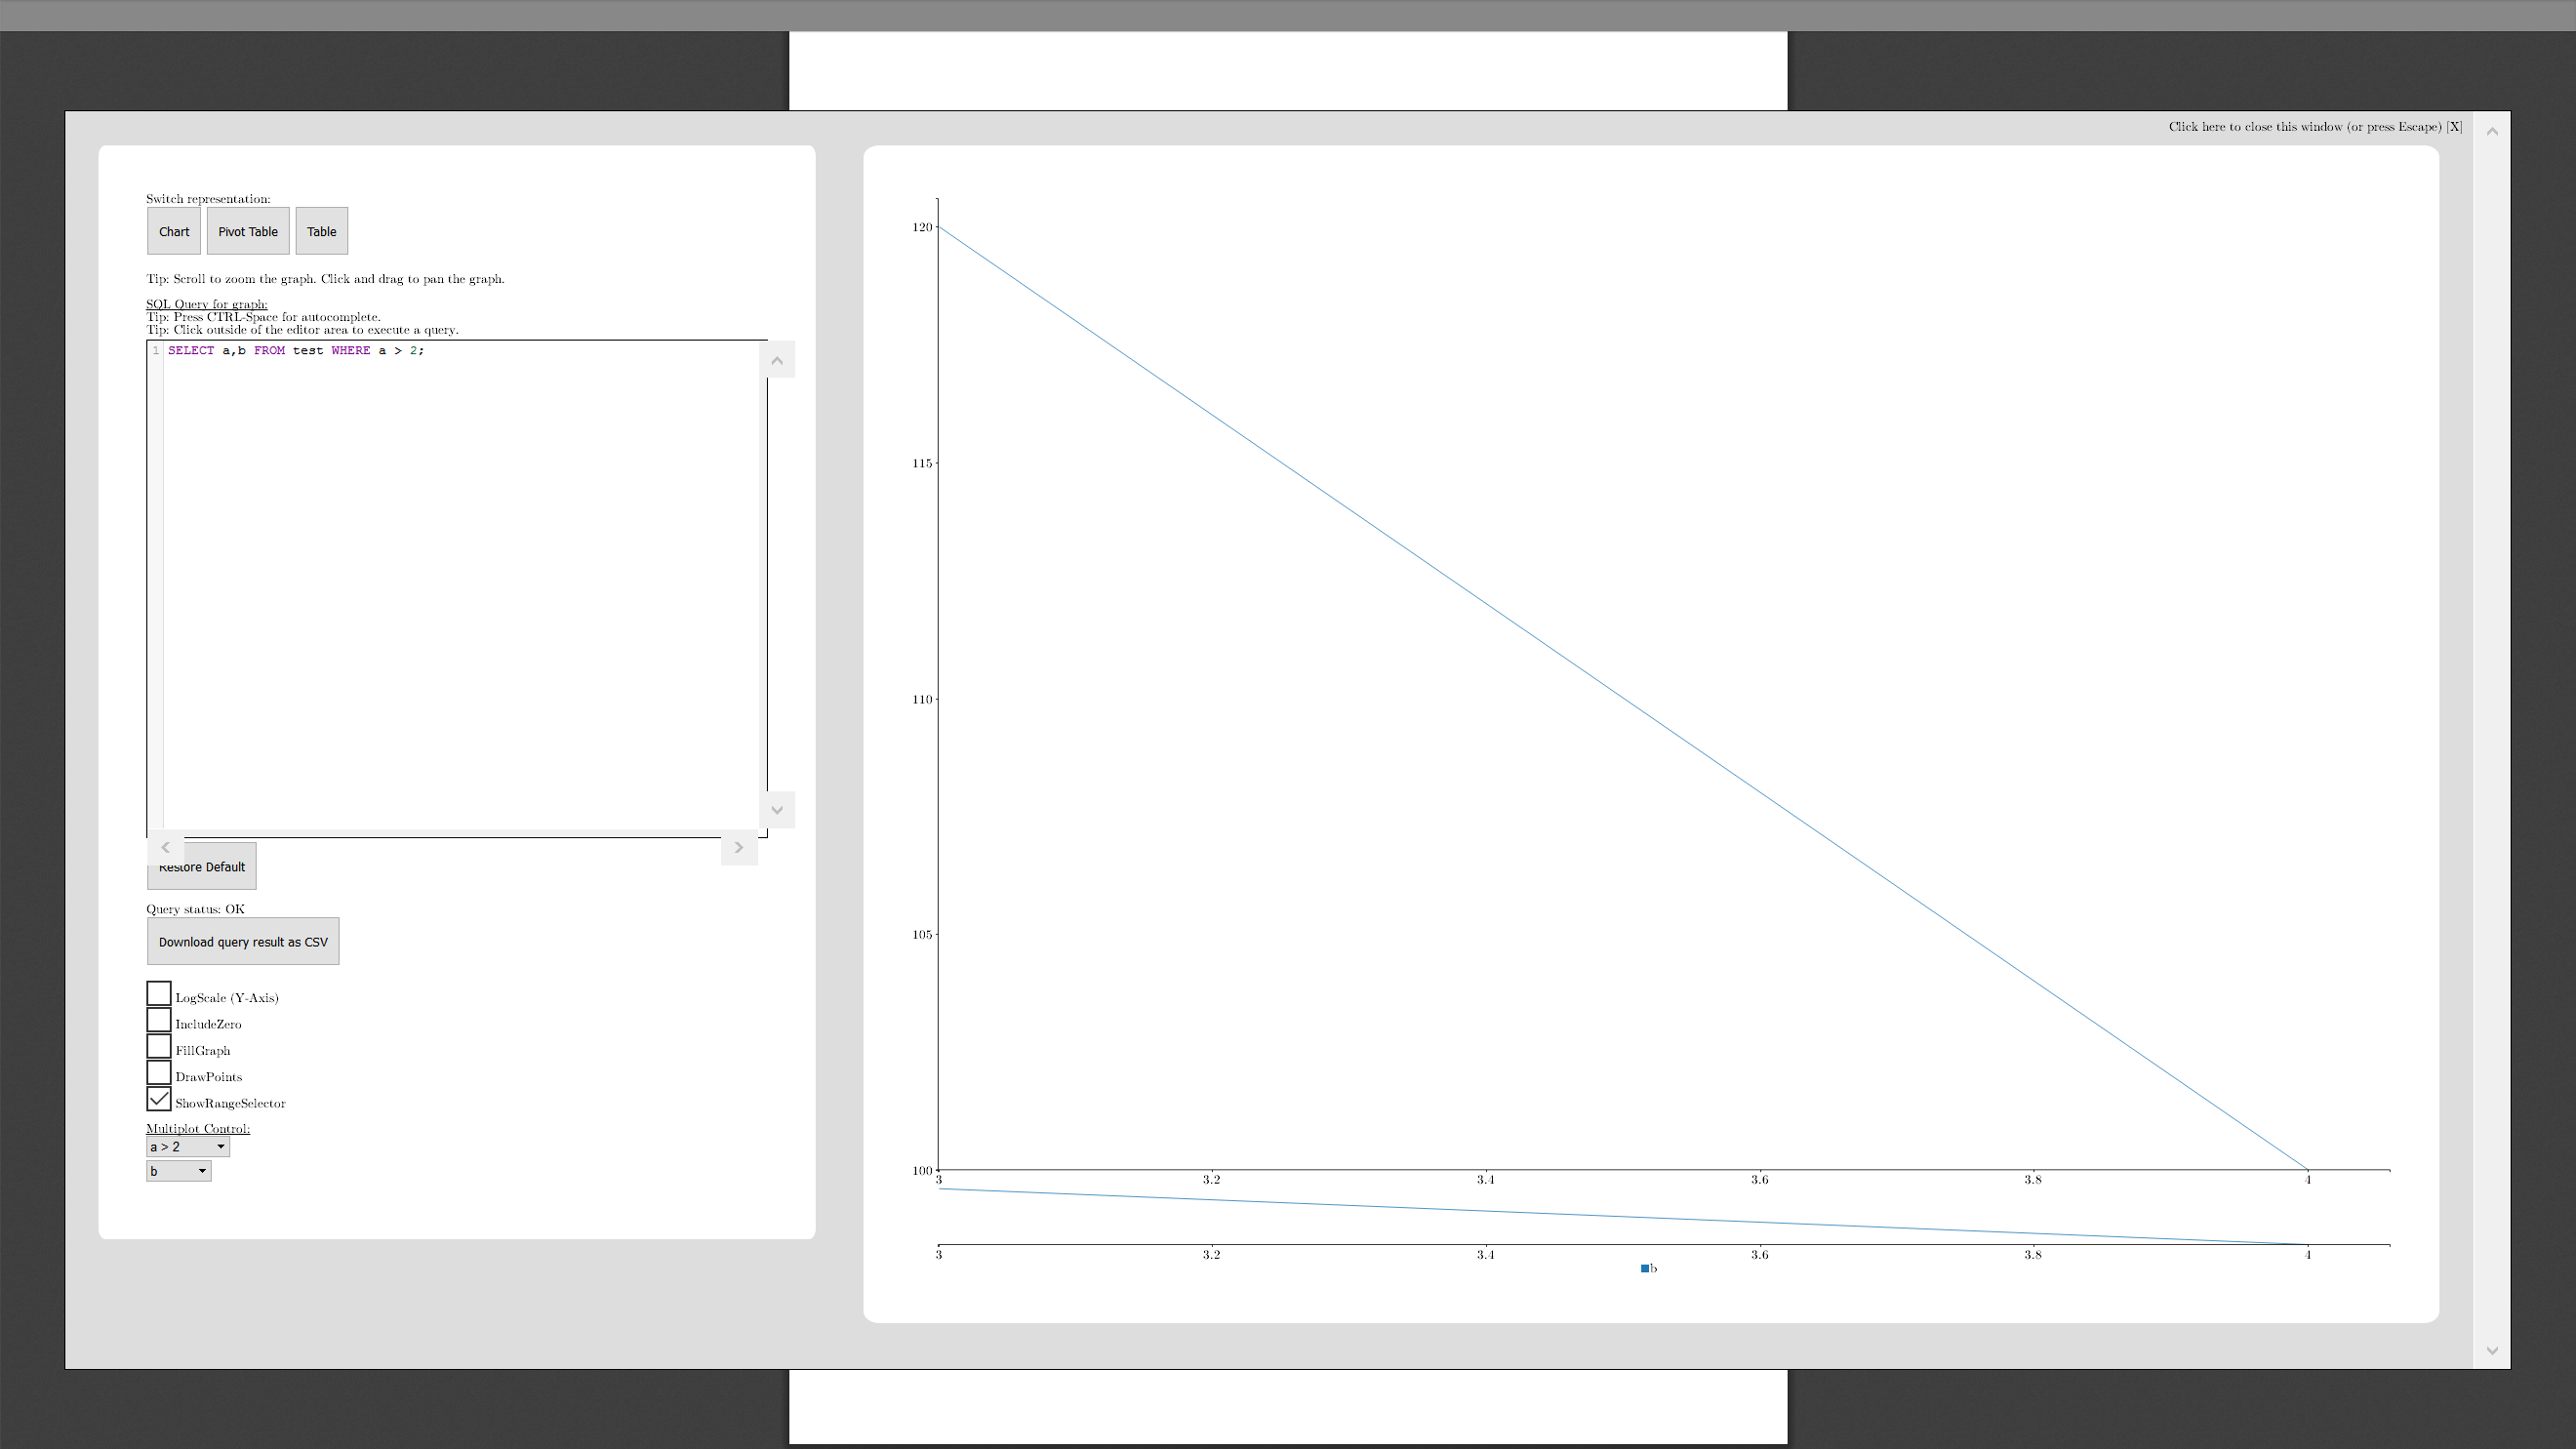 Click here to close this window (or press Escape) [X]
Switch representation:
Chart Pivot Table Table
Tip: Scroll to zoom the graph. Click and drag to pan the graph.
SQL Query for graph:
Tip: Press CTRL-Space for autocomplete.
Tip: Click outside of the editor area to execute a query.
1 SELECT a,b FROM test WHERE a > 2;
Restore Default
Query status: OK
Download query result as CSV
LogScale (Y-Axis)
IncludeZero
FillGraph
DrawPoints
ShowRangeSelector
Multiplot Control:
a > 2
b
120
115
110
105
100
3 3.2 3.4 3.6 3.8 4
3 3.2 3.4 3.6 3.8 4
b